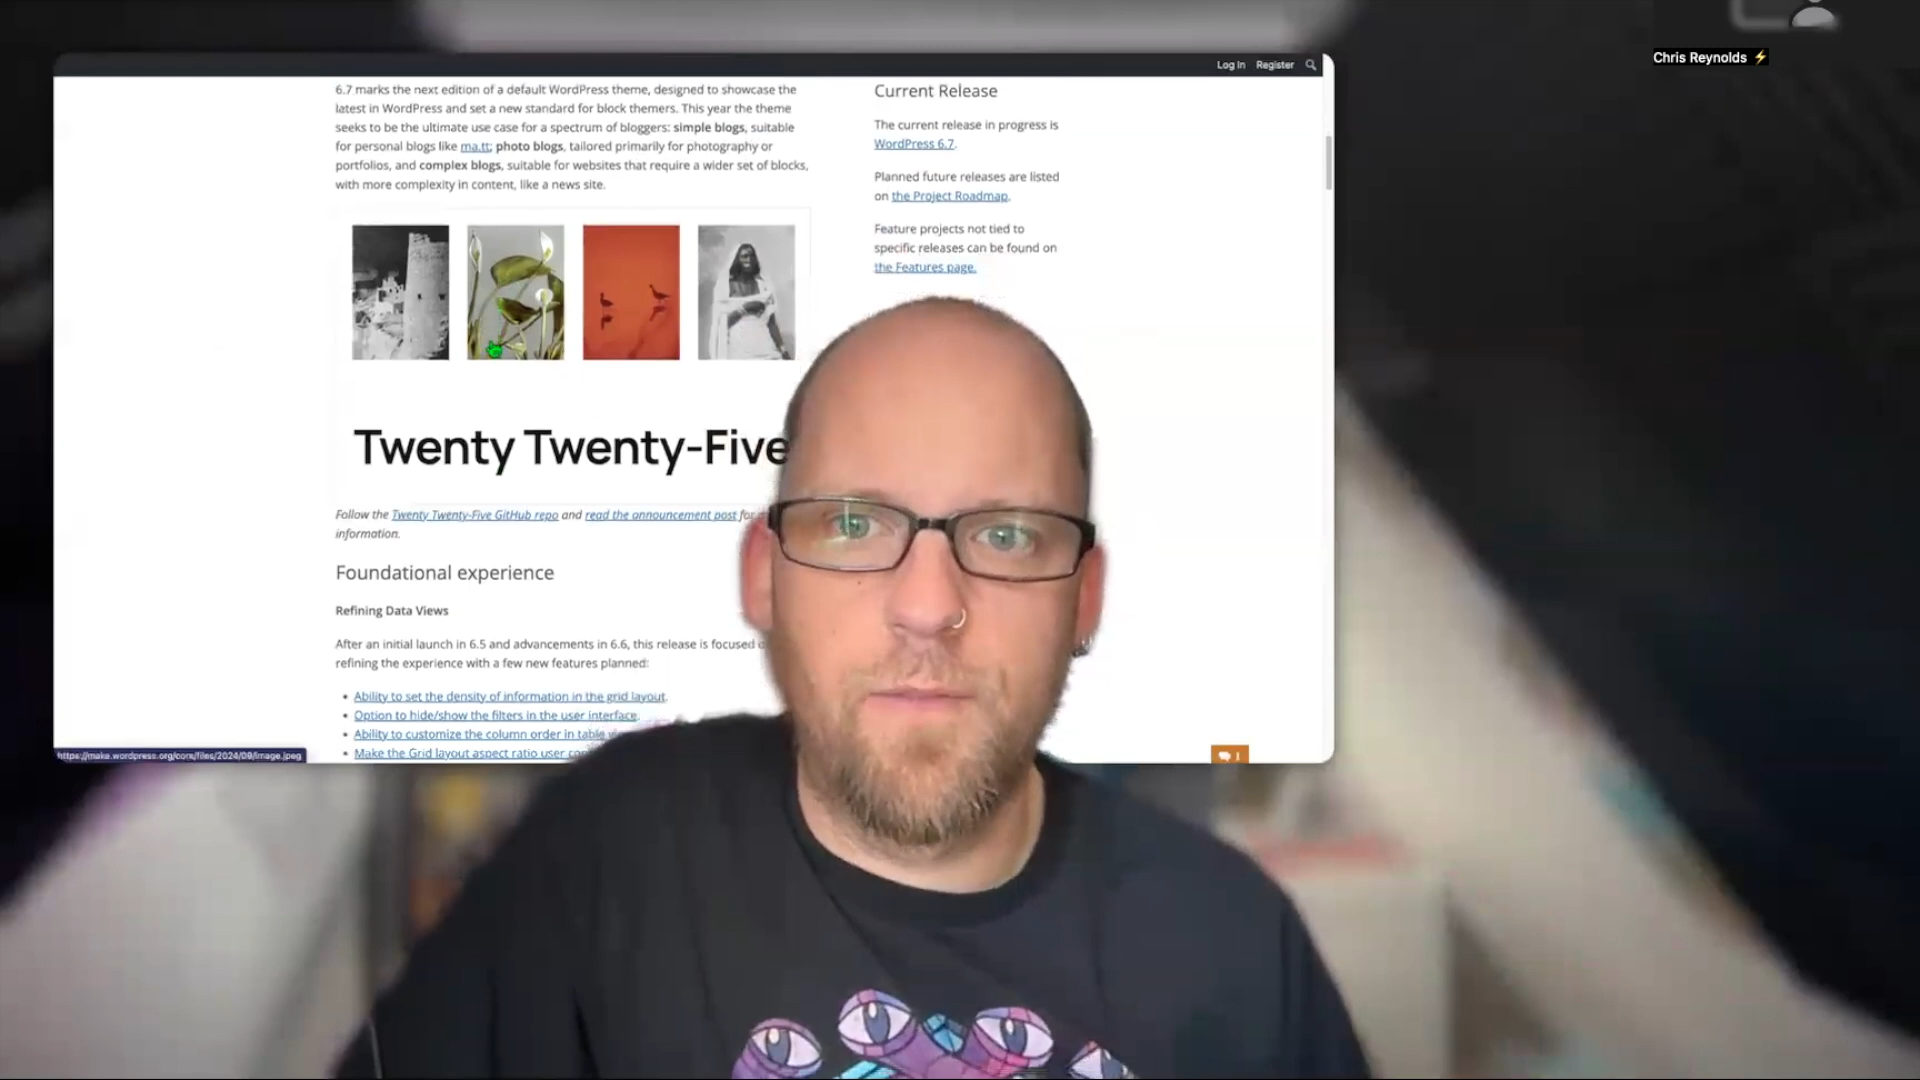 Chris Reynolds ⚡
Log In Register
6.7 marks the next edition of a default WordPress theme, designed to showcase the
latest in WordPress and set a new standard for block themers. This year the theme
seeks to be the ultimate use case for a spectrum of bloggers: simple blogs, suitable
for personal blogs like ma.tt; photo blogs, tailored primarily for photography or
portfolios, and complex blogs, suitable for websites that require a wider set of blocks,
with more complexity in content, like a news site.
Twenty Twenty-Five
Follow the Twenty Twenty-Five GitHub repo and read the announcement post for
information.
Foundational experience
Refining Data Views
After an initial launch in 6.5 and advancements in 6.6, this release is focused
refining the experience with a few new features planned:
• Ability to set the density of information in the grid layout.
• Option to hide/show the filters in the user interface.
• Ability to customize the column order in table
• Make the Grid layout aspect ratio user
Current Release
The current release in progress is
WordPress 6.7.
Planned future releases are listed
on the Project Roadmap.
Feature projects not tied to
specific releases can be found on
the Features page.
https://make.wordpress.org/core/files/2024/09/image.jpeg
1